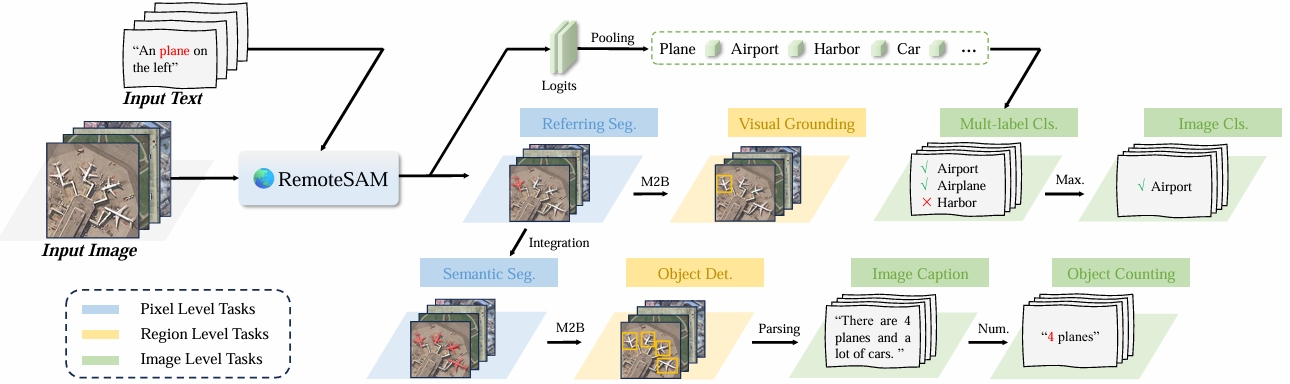 "An plane on
the left"
Input Text
Input Image
RemoteSAM
Logits
Pooling
Plane Airport Harbor Car ...
Referring Seg.
M2B
Visual Grounding
Mult-label Cls.
√ Airport
√ Airplane
× Harbor
Max.
Image Cls.
√ Airport
Integration
Semantic Seg.
M2B
Object Det.
Parsing
Image Caption
"There are 4
planes and a
lot of cars. "
Num.
Object Counting
"4 planes"
Pixel Level Tasks
Region Level Tasks
Image Level Tasks